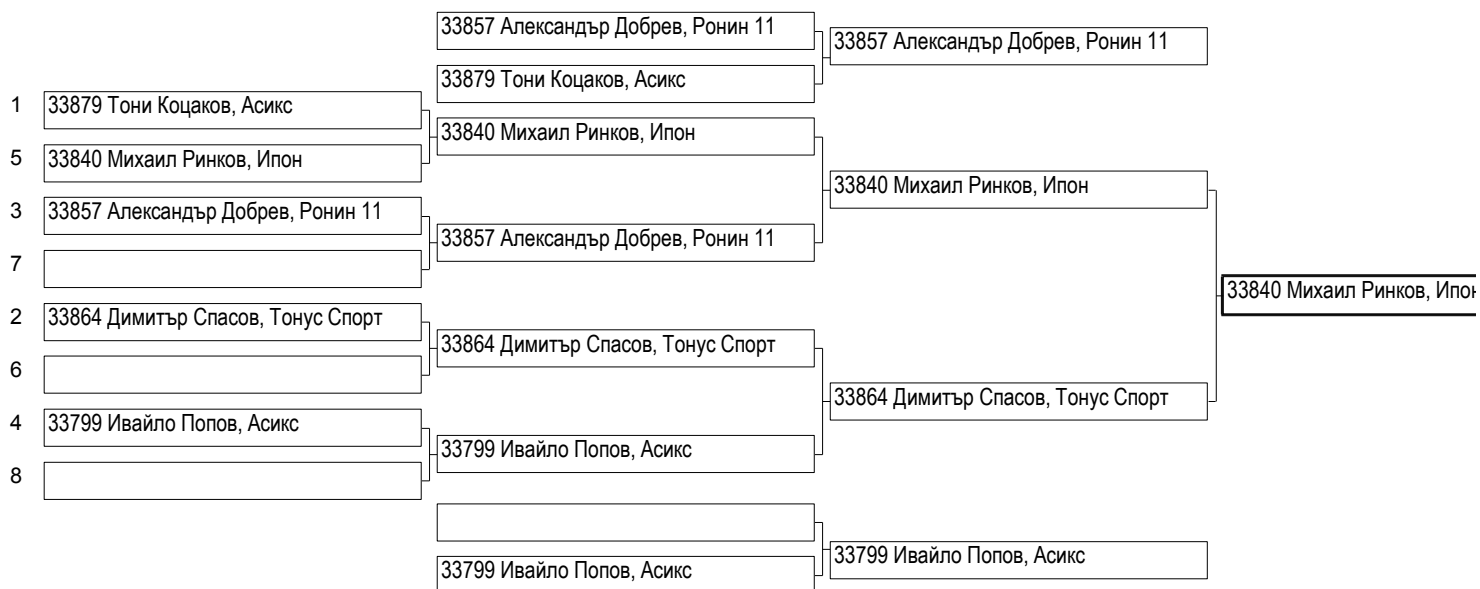 33857 Александър Добрев, Ронин 11
33857 Александър Добрев, Ронин 11
33879 Тони Коцаков, Асикс
1 33879 Тони Коцаков, Асикс
33840 Михаил Ринков, Ипон
5 33840 Михаил Ринков, Ипон
33840 Михаил Ринков, Ипон
3 33857 Александър Добрев, Ронин 11
33857 Александър Добрев, Ронин 11
7
33840 Михаил Ринков, Ипон
2 33864 Димитър Спасов, Тонус Спорт
33864 Димитър Спасов, Тонус Спорт
6
33864 Димитър Спасов, Тонус Спорт
4 33799 Ивайло Попов, Асикс
33799 Ивайло Попов, Асикс
8
33799 Ивайло Попов, Асикс
33799 Ивайло Попов, Асикс